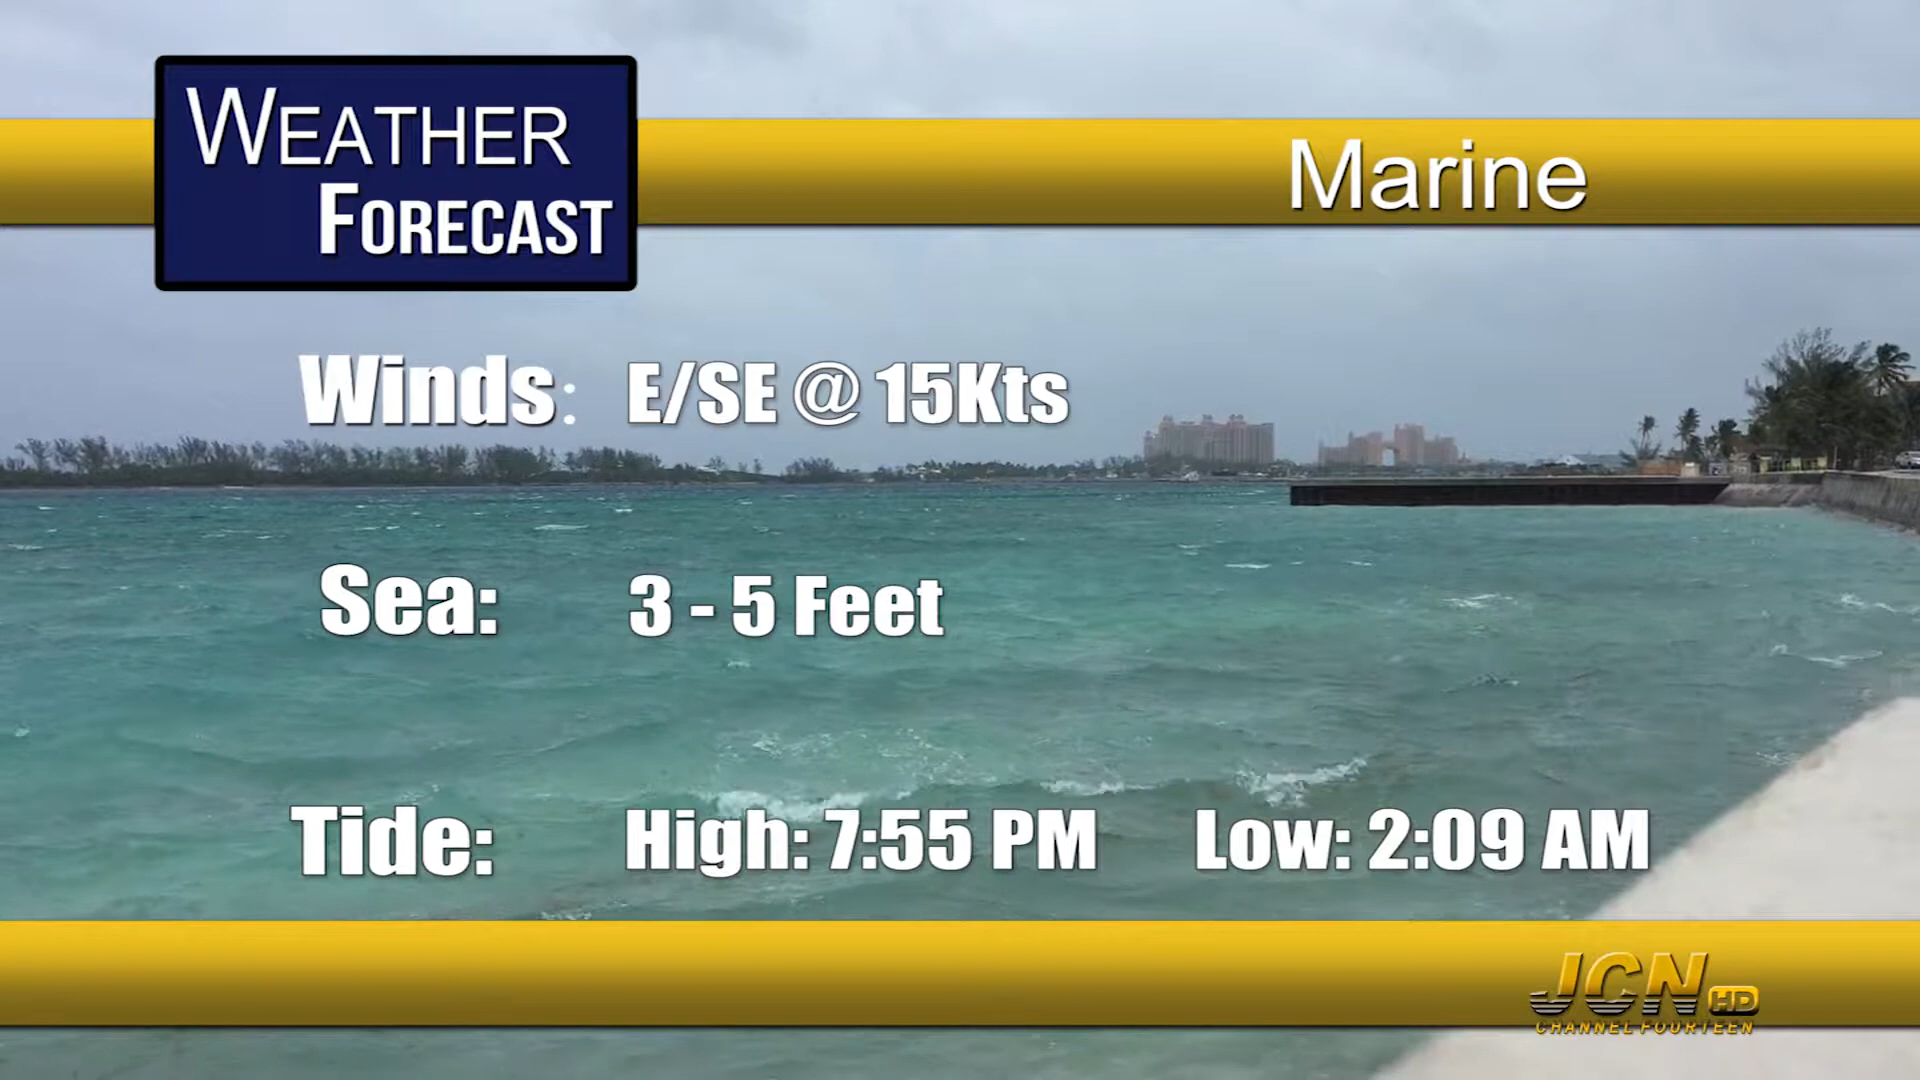 WEATHER
FORECAST
Marine
Winds: E/SE @ 15Kts
Sea: 3 - 5 Feet
Tide: High: 7:55 PM Low: 2:09 AM
JCN HD
CHANNEL FOURTEEN